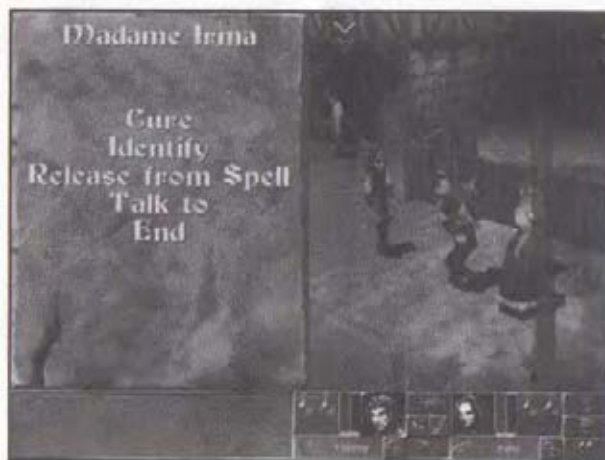 Madame Irma
Cure
Identify
Release from Spell
Talk to
End